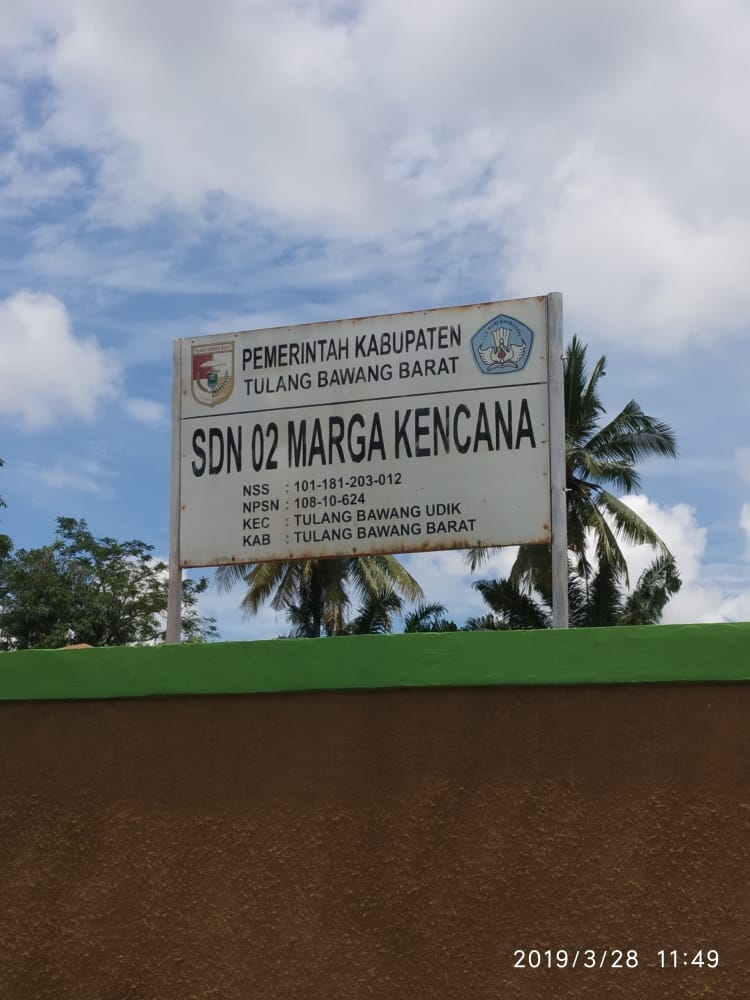 PEMERINTAH KABUPATEN
TULANG BAWANG BARAT
SDN 02 MARGA KENCANA
NSS : 101-181-203-012
NPSN : 108-10-624
KEC : TULANG BAWANG UDIK
KAB : TULANG BAWANG BARAT
2019/3/28 11:49